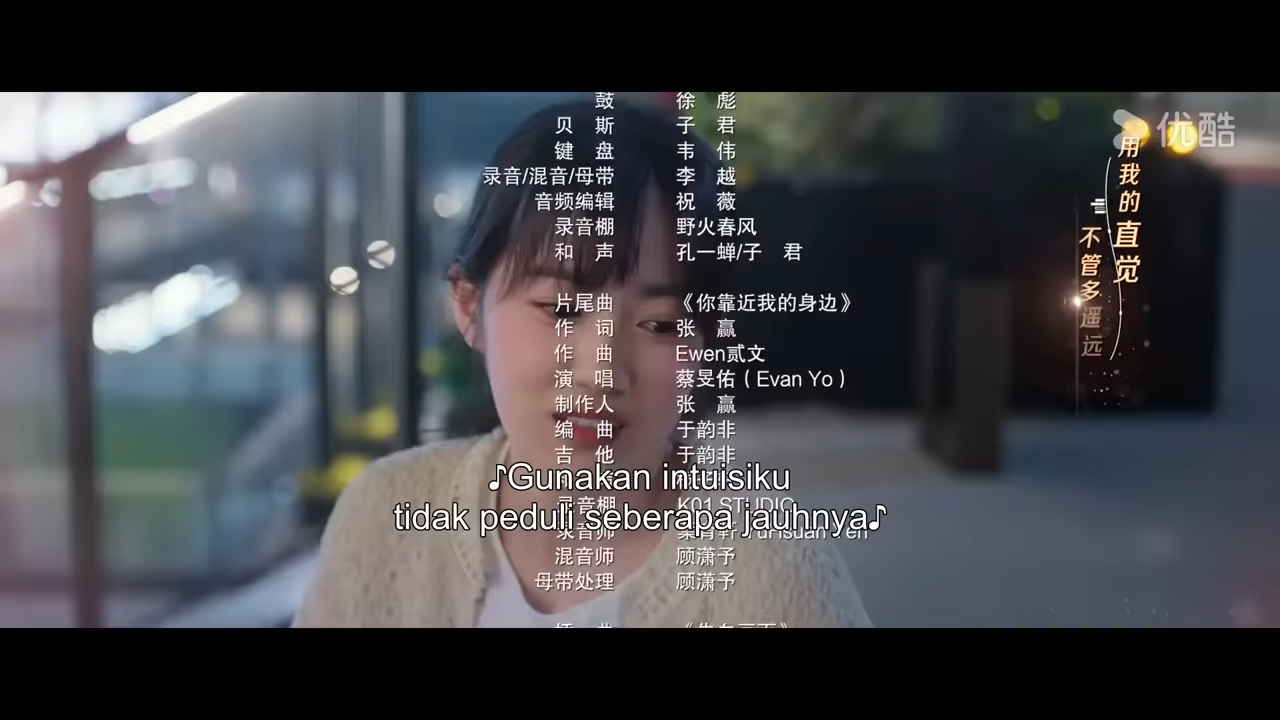 鼓 徐 彪
贝 斯 子 君
键 盘 韦 伟
录音/混音/母带 李 越
音频编辑 祝 薇
录音棚 野火春风
和 声 孔一蝉/子 君
片尾曲 《你靠近我的身边》
作 词 张 赢
作 曲 Ewen贰文
演 唱 蔡旻佑(Evan Yo)
制作人 张 赢
编 曲 于韵非
吉 他 于韵非
录音棚 K01 STUDIO
录音师
混音师 顾潇予
母带处理 顾潇予
♪Gunakan intuisiku
tidak peduli seberapa jauhnya♪
优酷
用我的直觉
不管多遥远